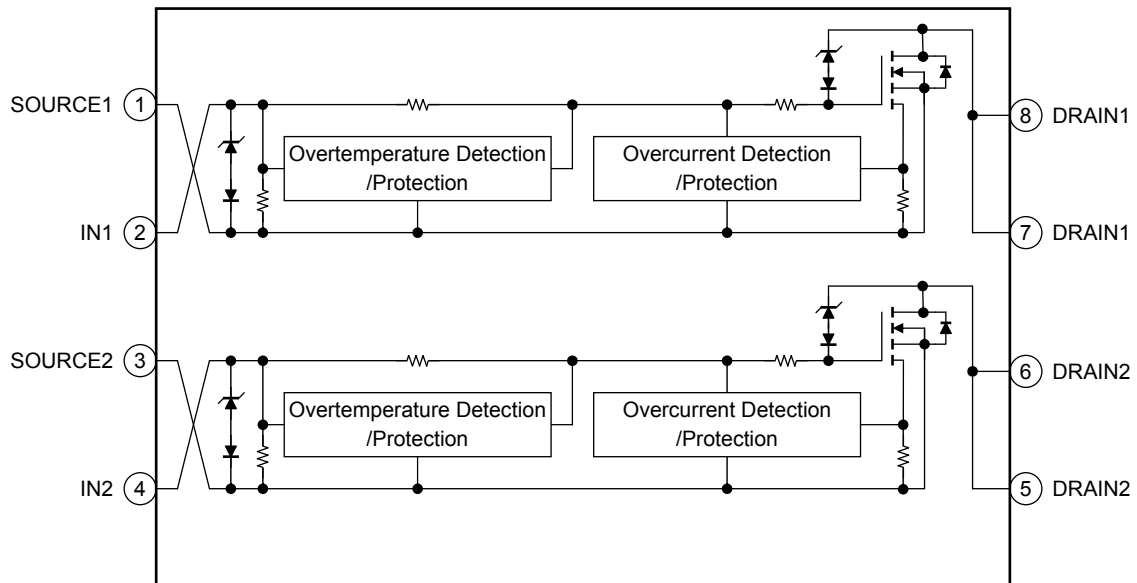 SOURCE1 1
Overtemperature Detection
/Protection
Overcurrent Detection
/Protection
8 DRAIN1
IN1 2
7 DRAIN1
SOURCE2 3
Overtemperature Detection
/Protection
Overcurrent Detection
/Protection
6 DRAIN2
IN2 4
5 DRAIN2